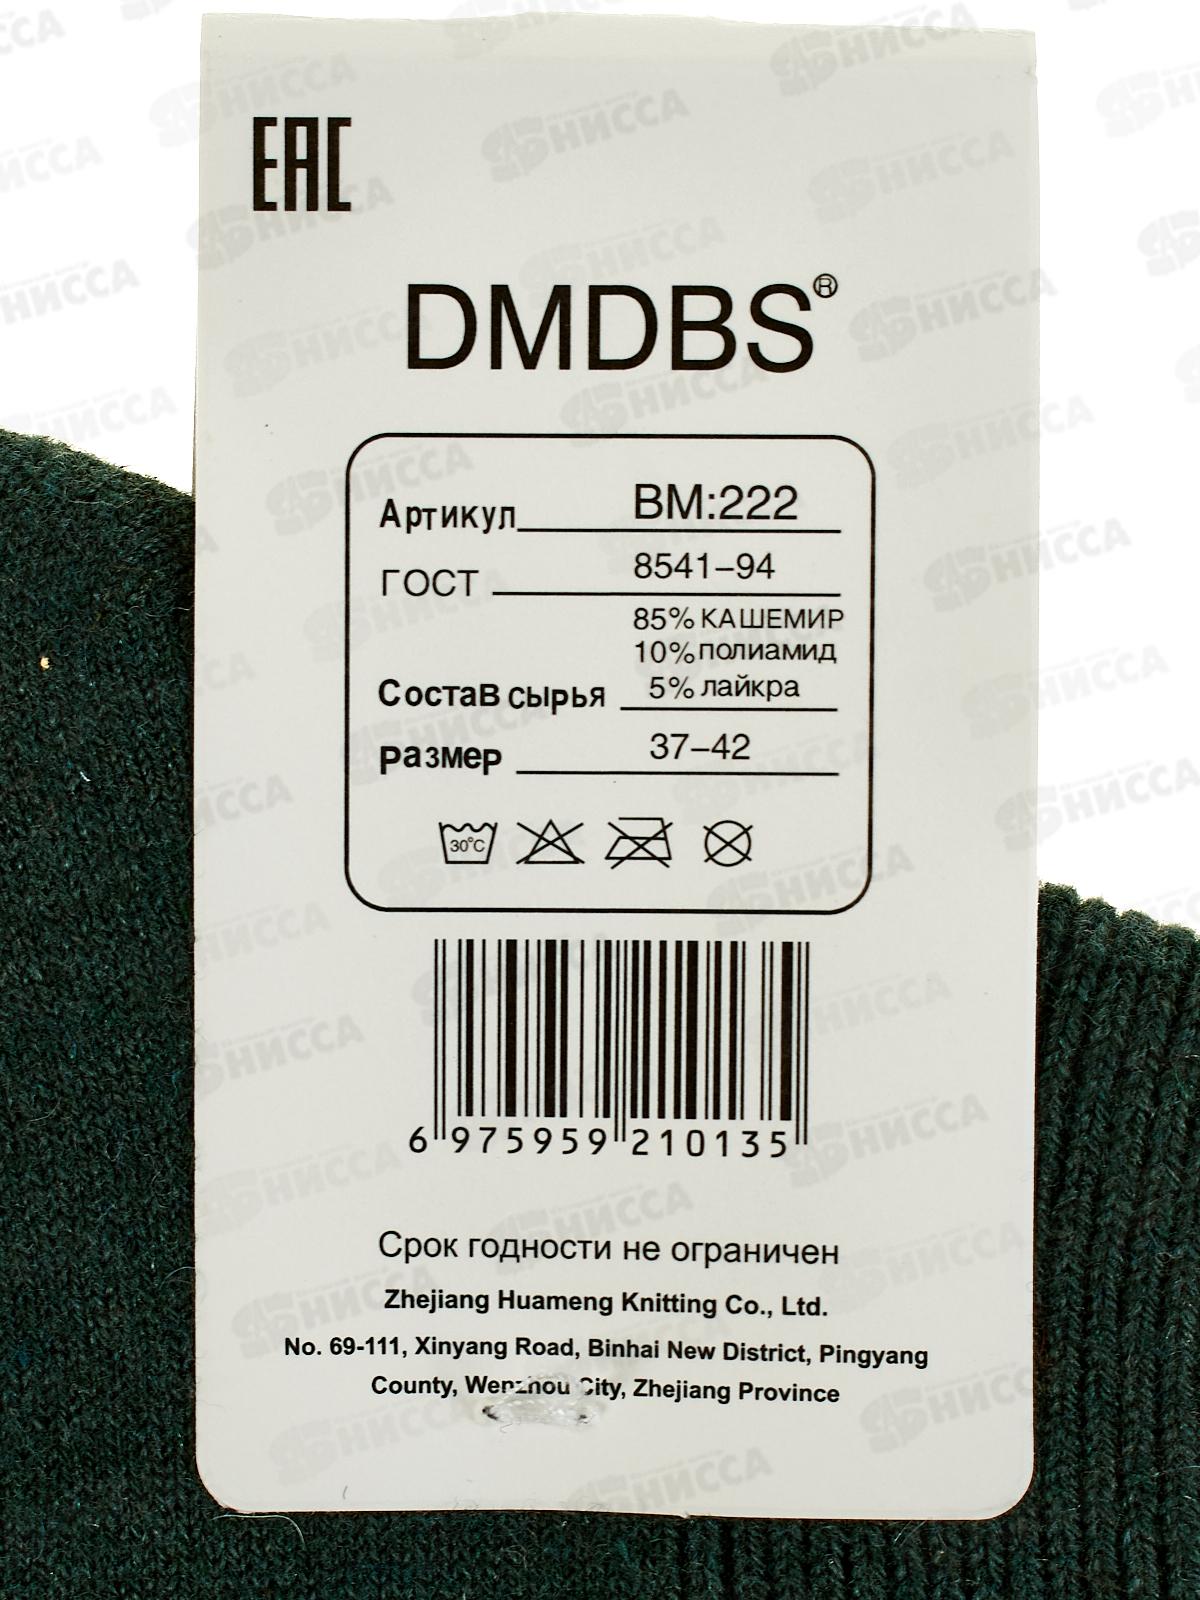 EAC
DMDBS®
Артикул BM:222
ГОСТ 8541–94
85% КАШЕМИР
10% полиамид
Состав сырья 5% лайкра
размер 37–42
30°C
6 975959 210135
Срок годности не ограничен
Zhejiang Huameng Knitting Co., Ltd.
No. 69-111, Xinyang Road, Binhai New District, Pingyang
County, Wenzhou City, Zhejiang Province
НИССА